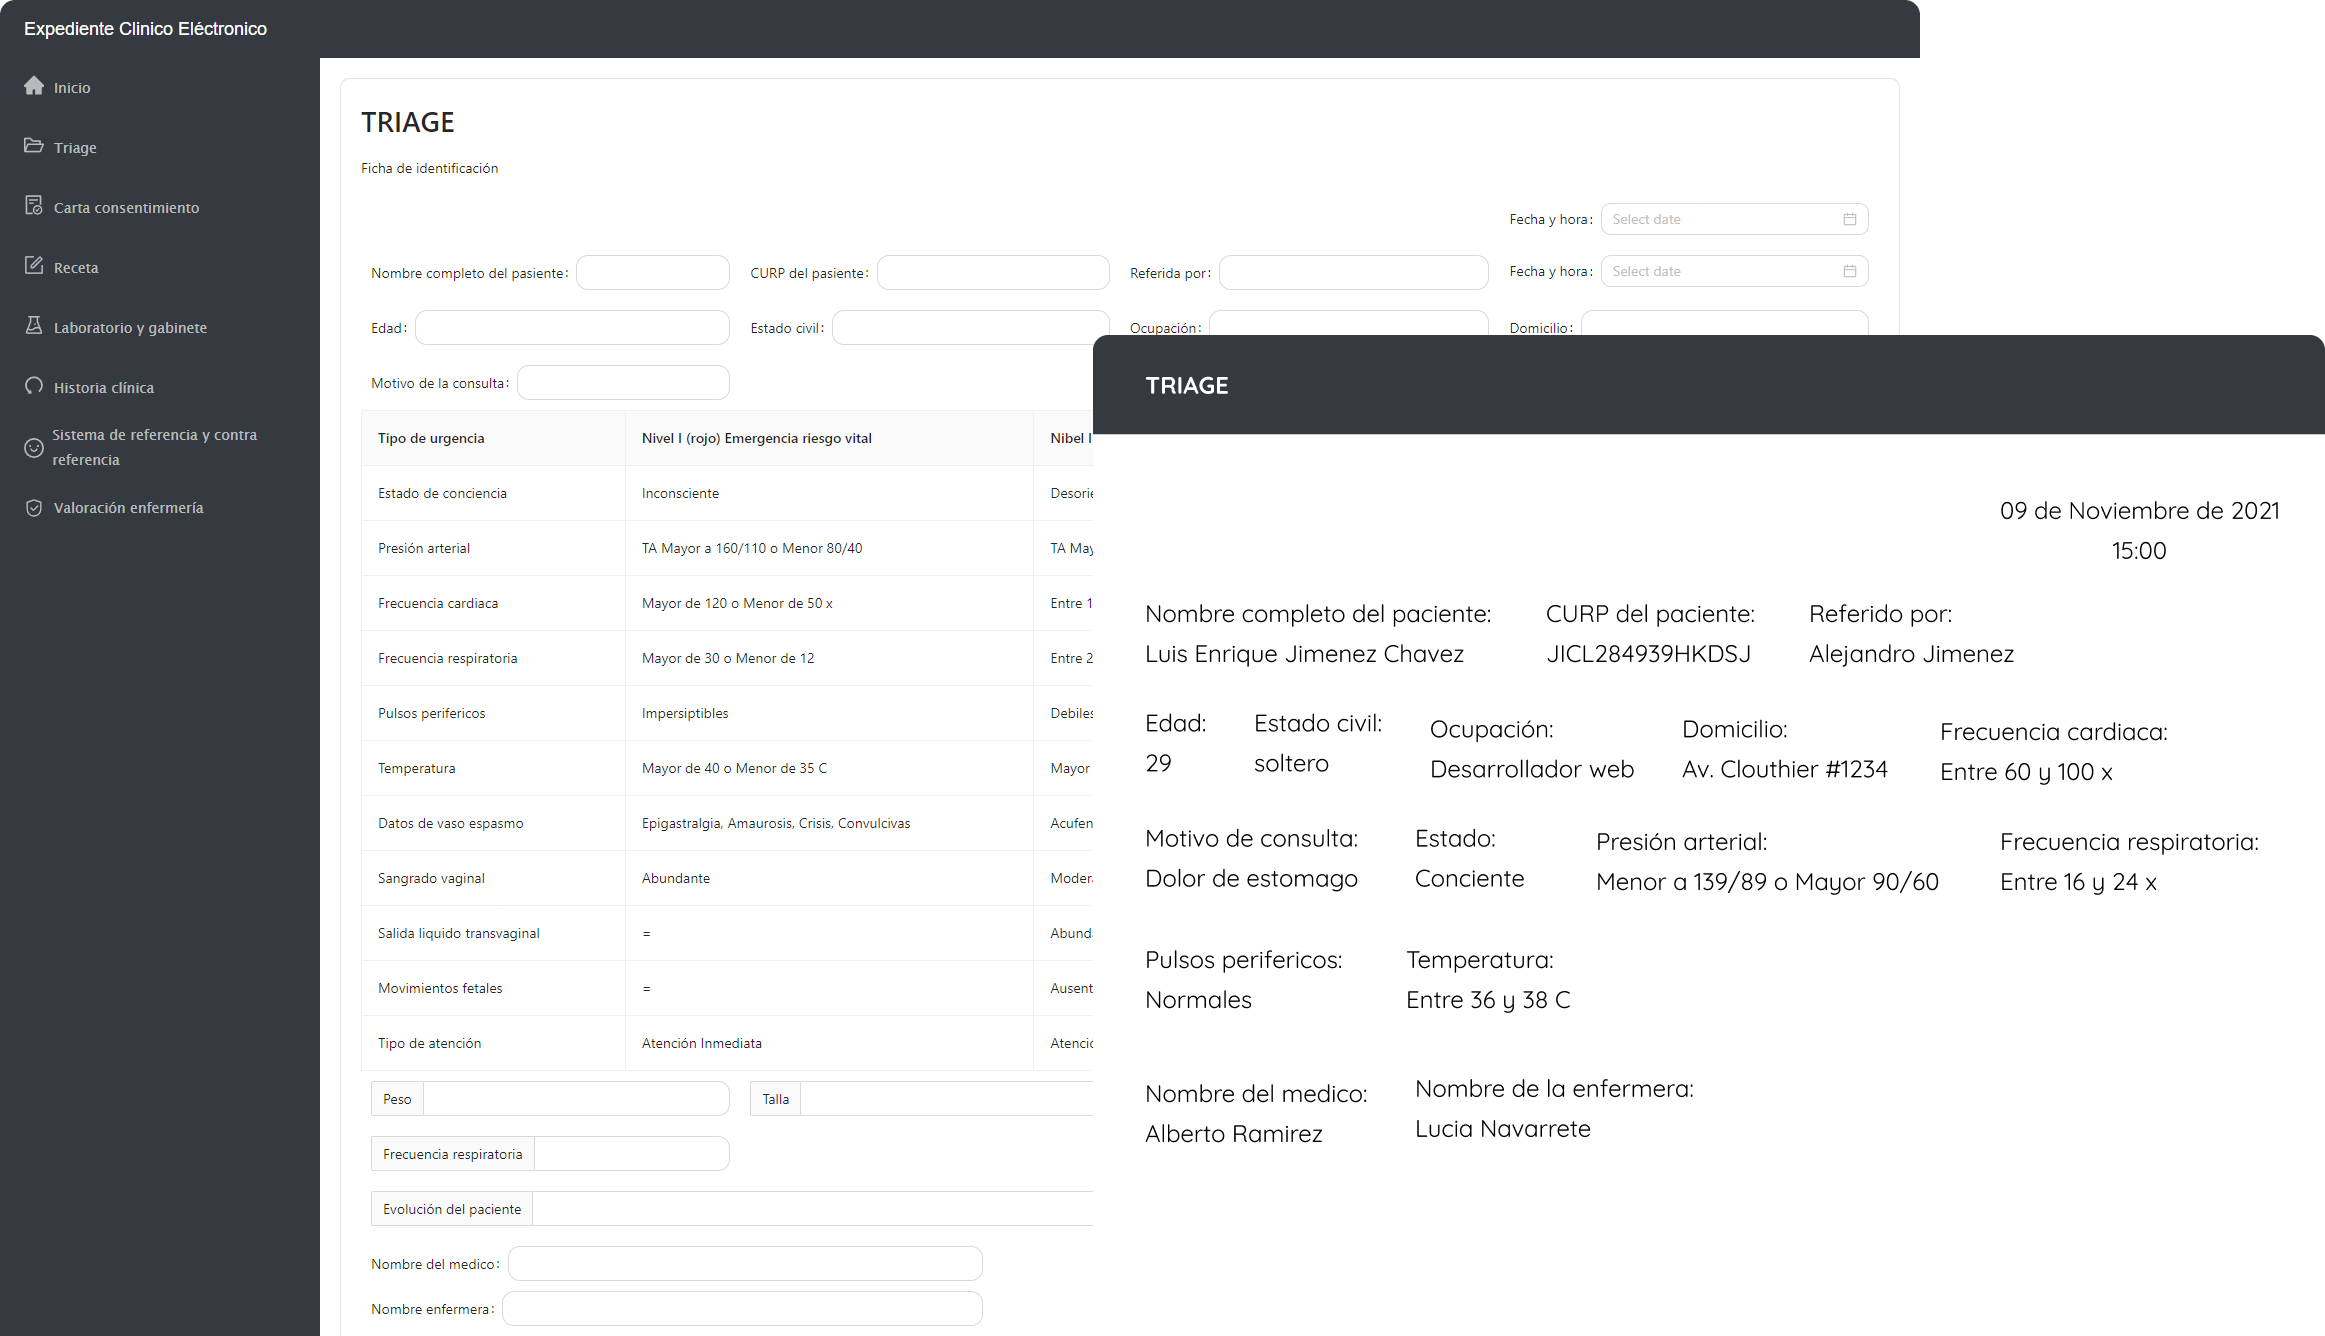 Expediente Clinico Eléctronico
Inicio
Triage
Carta consentimiento
Receta
Laboratorio y gabinete
Historia clínica
Sistema de referencia y contra
referencia
Valoración enfermería
TRIAGE
Ficha de identificación
Fecha y hora: Select date
Nombre completo del pasiente: CURP del pasiente: Referida por: Fecha y hora: Select date
Edad: Estado civil: Ocupación: Domicilio:
Motivo de la consulta:
Tipo de urgencia Nivel I (rojo) Emergencia riesgo vital Nibel I
Estado de conciencia Inconsciente Desorie
Presión arterial TA Mayor a 160/110 o Menor 80/40 TA May
Frecuencia cardiaca Mayor de 120 o Menor de 50 x Entre 1
Frecuencia respiratoria Mayor de 30 o Menor de 12 Entre 2
Pulsos perifericos Impersiptibles Debiles
Temperatura Mayor de 40 o Menor de 35 C Mayor
Datos de vaso espasmo Epigastralgia, Amaurosis, Crisis, Convulcivas Acufen
Sangrado vaginal Abundante Modera
Salida liquido transvaginal = Abund
Movimientos fetales = Ausent
Tipo de atención Atención Inmediata Atenció
Peso Talla
Frecuencia respiratoria
Evolución del paciente
Nombre del medico:
Nombre enfermera:
TRIAGE
09 de Noviembre de 2021
15:00
Nombre completo del paciente: CURP del paciente: Referido por:
Luis Enrique Jimenez Chavez JICL284939HKDSJ Alejandro Jimenez
Edad: Estado civil: Ocupación: Domicilio: Frecuencia cardiaca:
29 soltero Desarrollador web Av. Clouthier #1234 Entre 60 y 100 x
Motivo de consulta: Estado: Presión arterial: Frecuencia respiratoria:
Dolor de estomago Conciente Menor a 139/89 o Mayor 90/60 Entre 16 y 24 x
Pulsos perifericos: Temperatura:
Normales Entre 36 y 38 C
Nombre del medico: Nombre de la enfermera:
Alberto Ramirez Lucia Navarrete